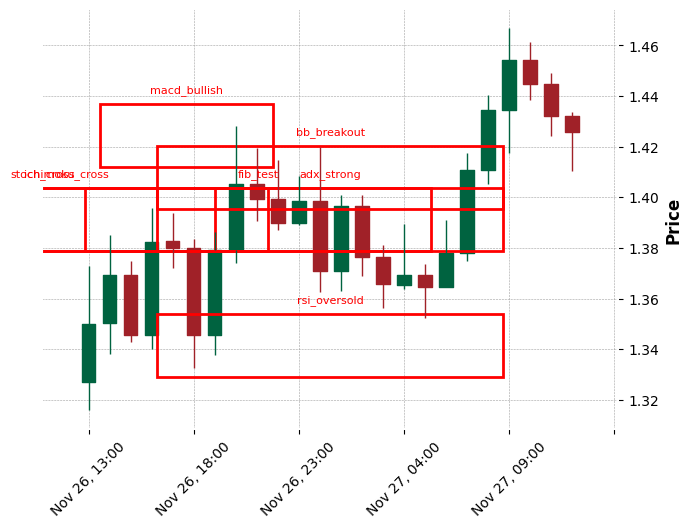 1.46
1.44
1.42
1.40
1.38
1.36
1.34
1.32
Price
macd_bullish
bb_breakout
ichimoku_cross
fib_test
adx_strong
rsi_oversold
Nov 26, 13:00
Nov 26, 18:00
Nov 26, 23:00
Nov 27, 04:00
Nov 27, 09:00